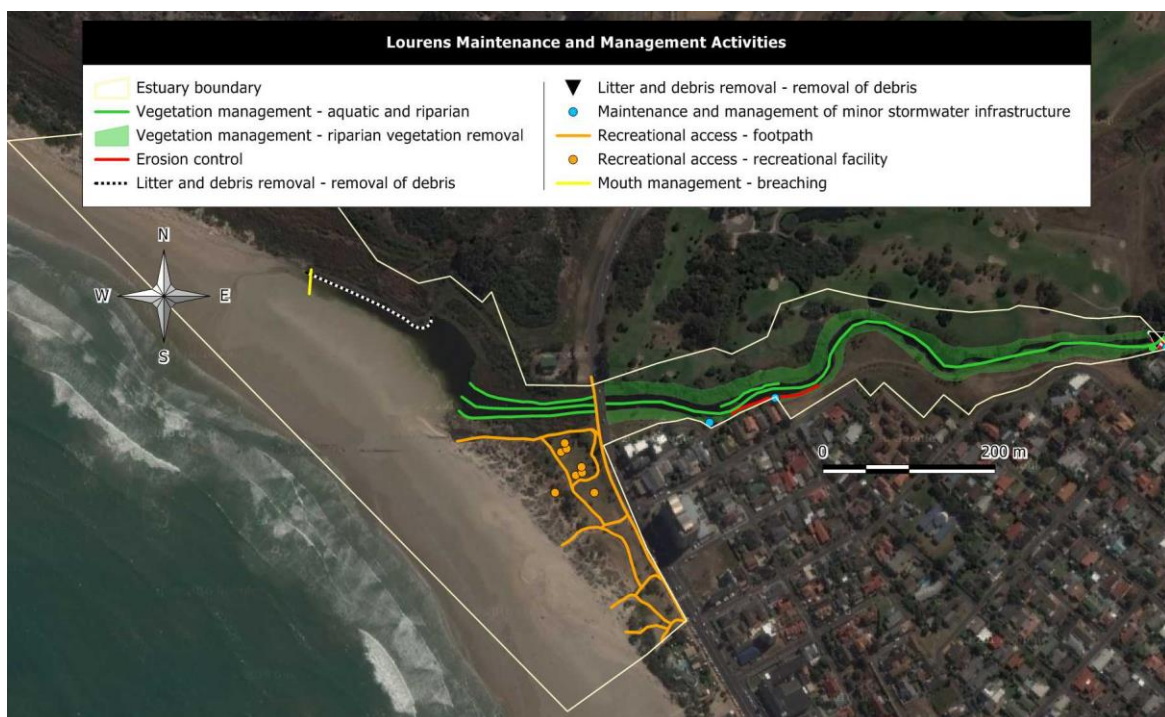 Lourens Maintenance and Management Activities
Estuary boundary
Vegetation management - aquatic and riparian
Vegetation management - riparian vegetation removal
Erosion control
Litter and debris removal - removal of debris
Litter and debris removal - removal of debris
Maintenance and management of minor stormwater infrastructure
Recreational access - footpath
Recreational access - recreational facility
Mouth management - breaching
N
W E
S
0 200 m